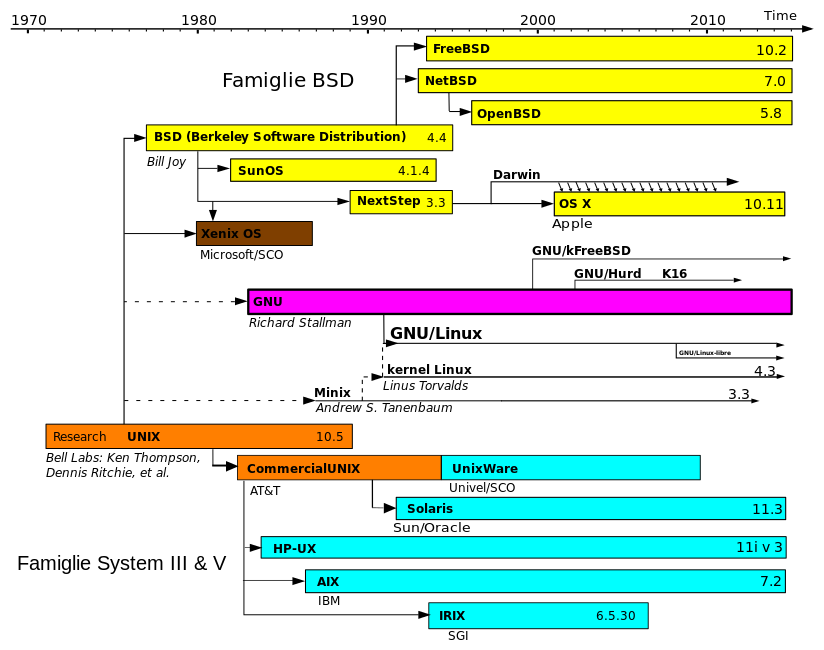 1970 1980 1990 2000 2010 Time
FreeBSD 10.2
Famiglie BSD
NetBSD 7.0
OpenBSD 5.8
BSD (Berkeley Software Distribution) 4.4
Bill Joy
SunOS 4.1.4
Darwin
NextStep 3.3
OS X 10.11
Apple
Xenix OS
Microsoft/SCO
GNU/kFreeBSD
GNU/Hurd K16
GNU
Richard Stallman
GNU/Linux
GNU/Linux-libre
kernel Linux 4.3
Linus Torvalds
Minix 3.3
Andrew S. Tanenbaum
Research UNIX 10.5
Bell Labs: Ken Thompson,
Dennis Ritchie, et al.
CommercialUNIX UnixWare
AT&T Univel/SCO
Solaris 11.3
Sun/Oracle
HP-UX 11i v 3
Famiglie System III & V
AIX 7.2
IBM
IRIX 6.5.30
SGI